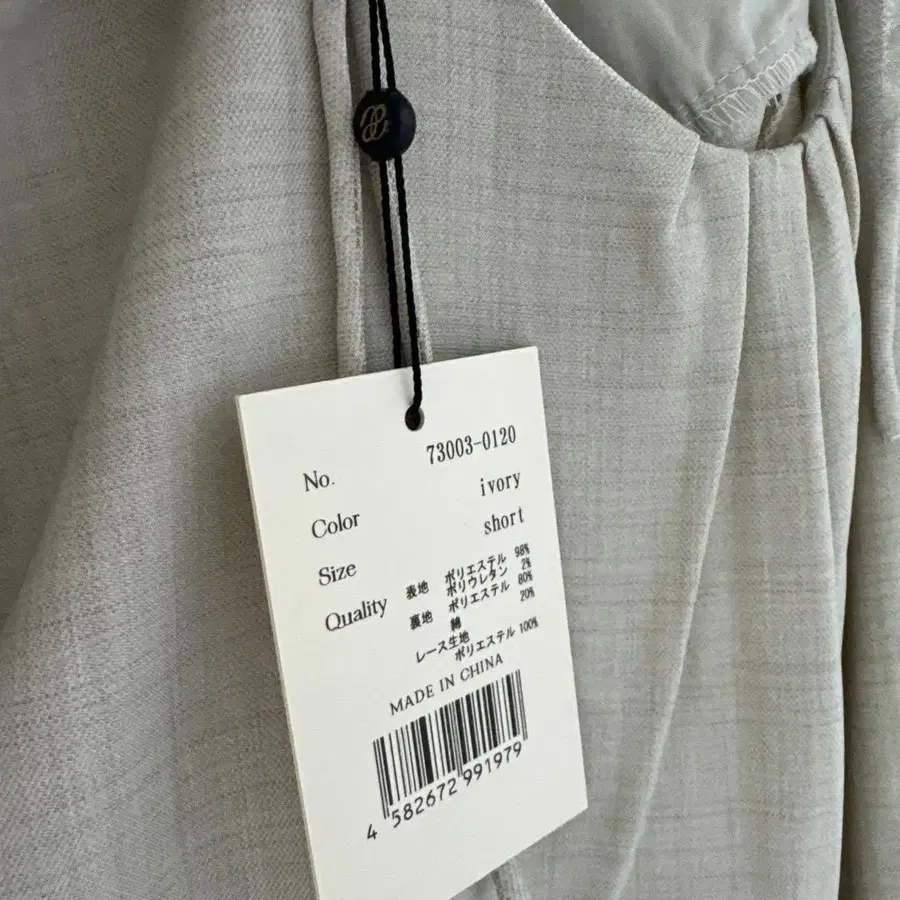 No. 73003-0120
Color ivory
Size short
Quality 表地 ポリエステル 98%
ポリウレタン 2%
裏地 ポリエステル 80%
綿 20%
レース生地
ポリエステル 100%
MADE IN CHINA
4 582672 991979